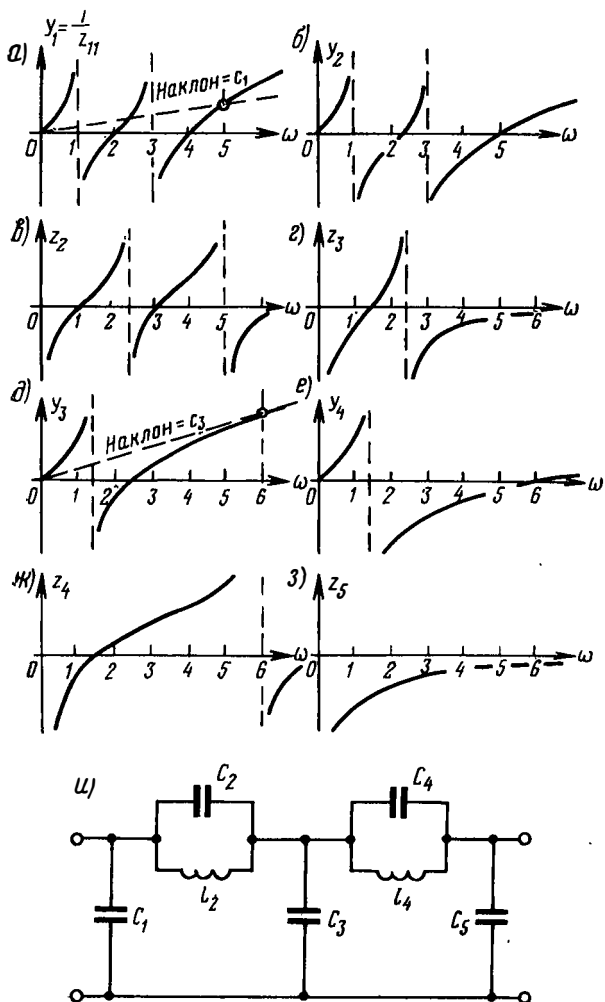 а) y₁=1/z₁₁
Наклон=c₁
0 1 2 3 4 5 ω
б) y₂
0 1 2 3 4 5 ω
в) z₂
0 1 2 3 4 5 6 ω
г) z₃
0 1 2 3 4 5 6 ω
д) y₃
Наклон=c₃
0 1 2 3 4 5 6 ω
е) y₄
0 1 2 3 4 5 6 ω
ж) z₄
0 1 2 3 4 5 6 ω
з) z₅
0 1 2 3 4 5 6 ω
и)
C₂ C₄
l₂ l₄
C₁ C₃ C₅